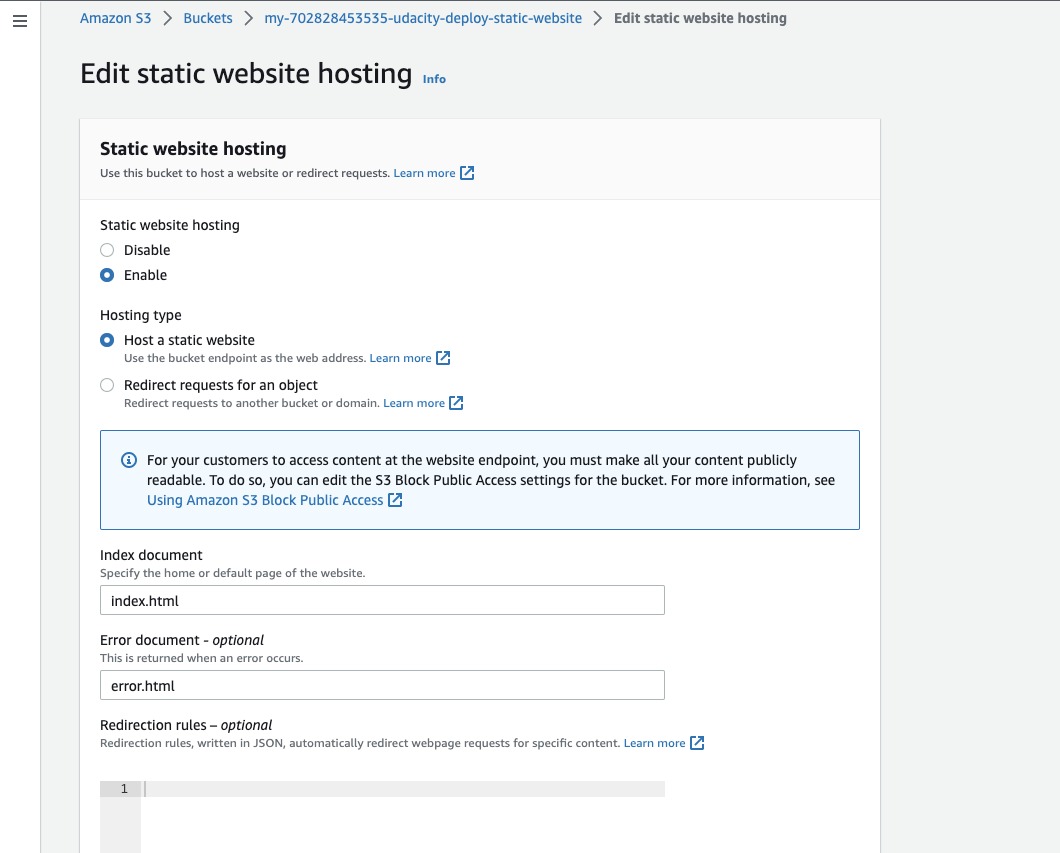 Amazon S3 > Buckets > my-702828453535-udacity-deploy-static-website > Edit static website hosting
Edit static website hosting Info
Static website hosting
Use this bucket to host a website or redirect requests. Learn more
Static website hosting
Disable
Enable
Hosting type
Host a static website
Use the bucket endpoint as the web address. Learn more
Redirect requests for an object
Redirect requests to another bucket or domain. Learn more
For your customers to access content at the website endpoint, you must make all your content publicly
readable. To do so, you can edit the S3 Block Public Access settings for the bucket. For more information, see
Using Amazon S3 Block Public Access
Index document
Specify the home or default page of the website.
index.html
Error document - optional
This is returned when an error occurs.
error.html
Redirection rules – optional
Redirection rules, written in JSON, automatically redirect webpage requests for specific content. Learn more
1